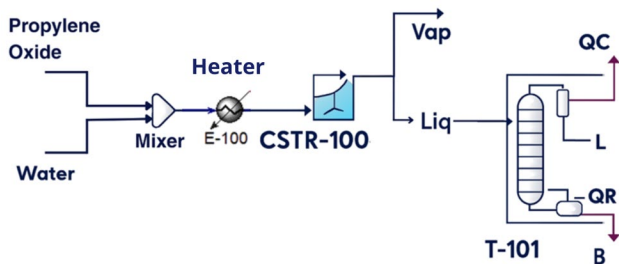 Propylene
Oxide
Water
Mixer
Heater
E-100
CSTR-100
Vap
Liq
QC
L
QR
B
T-101